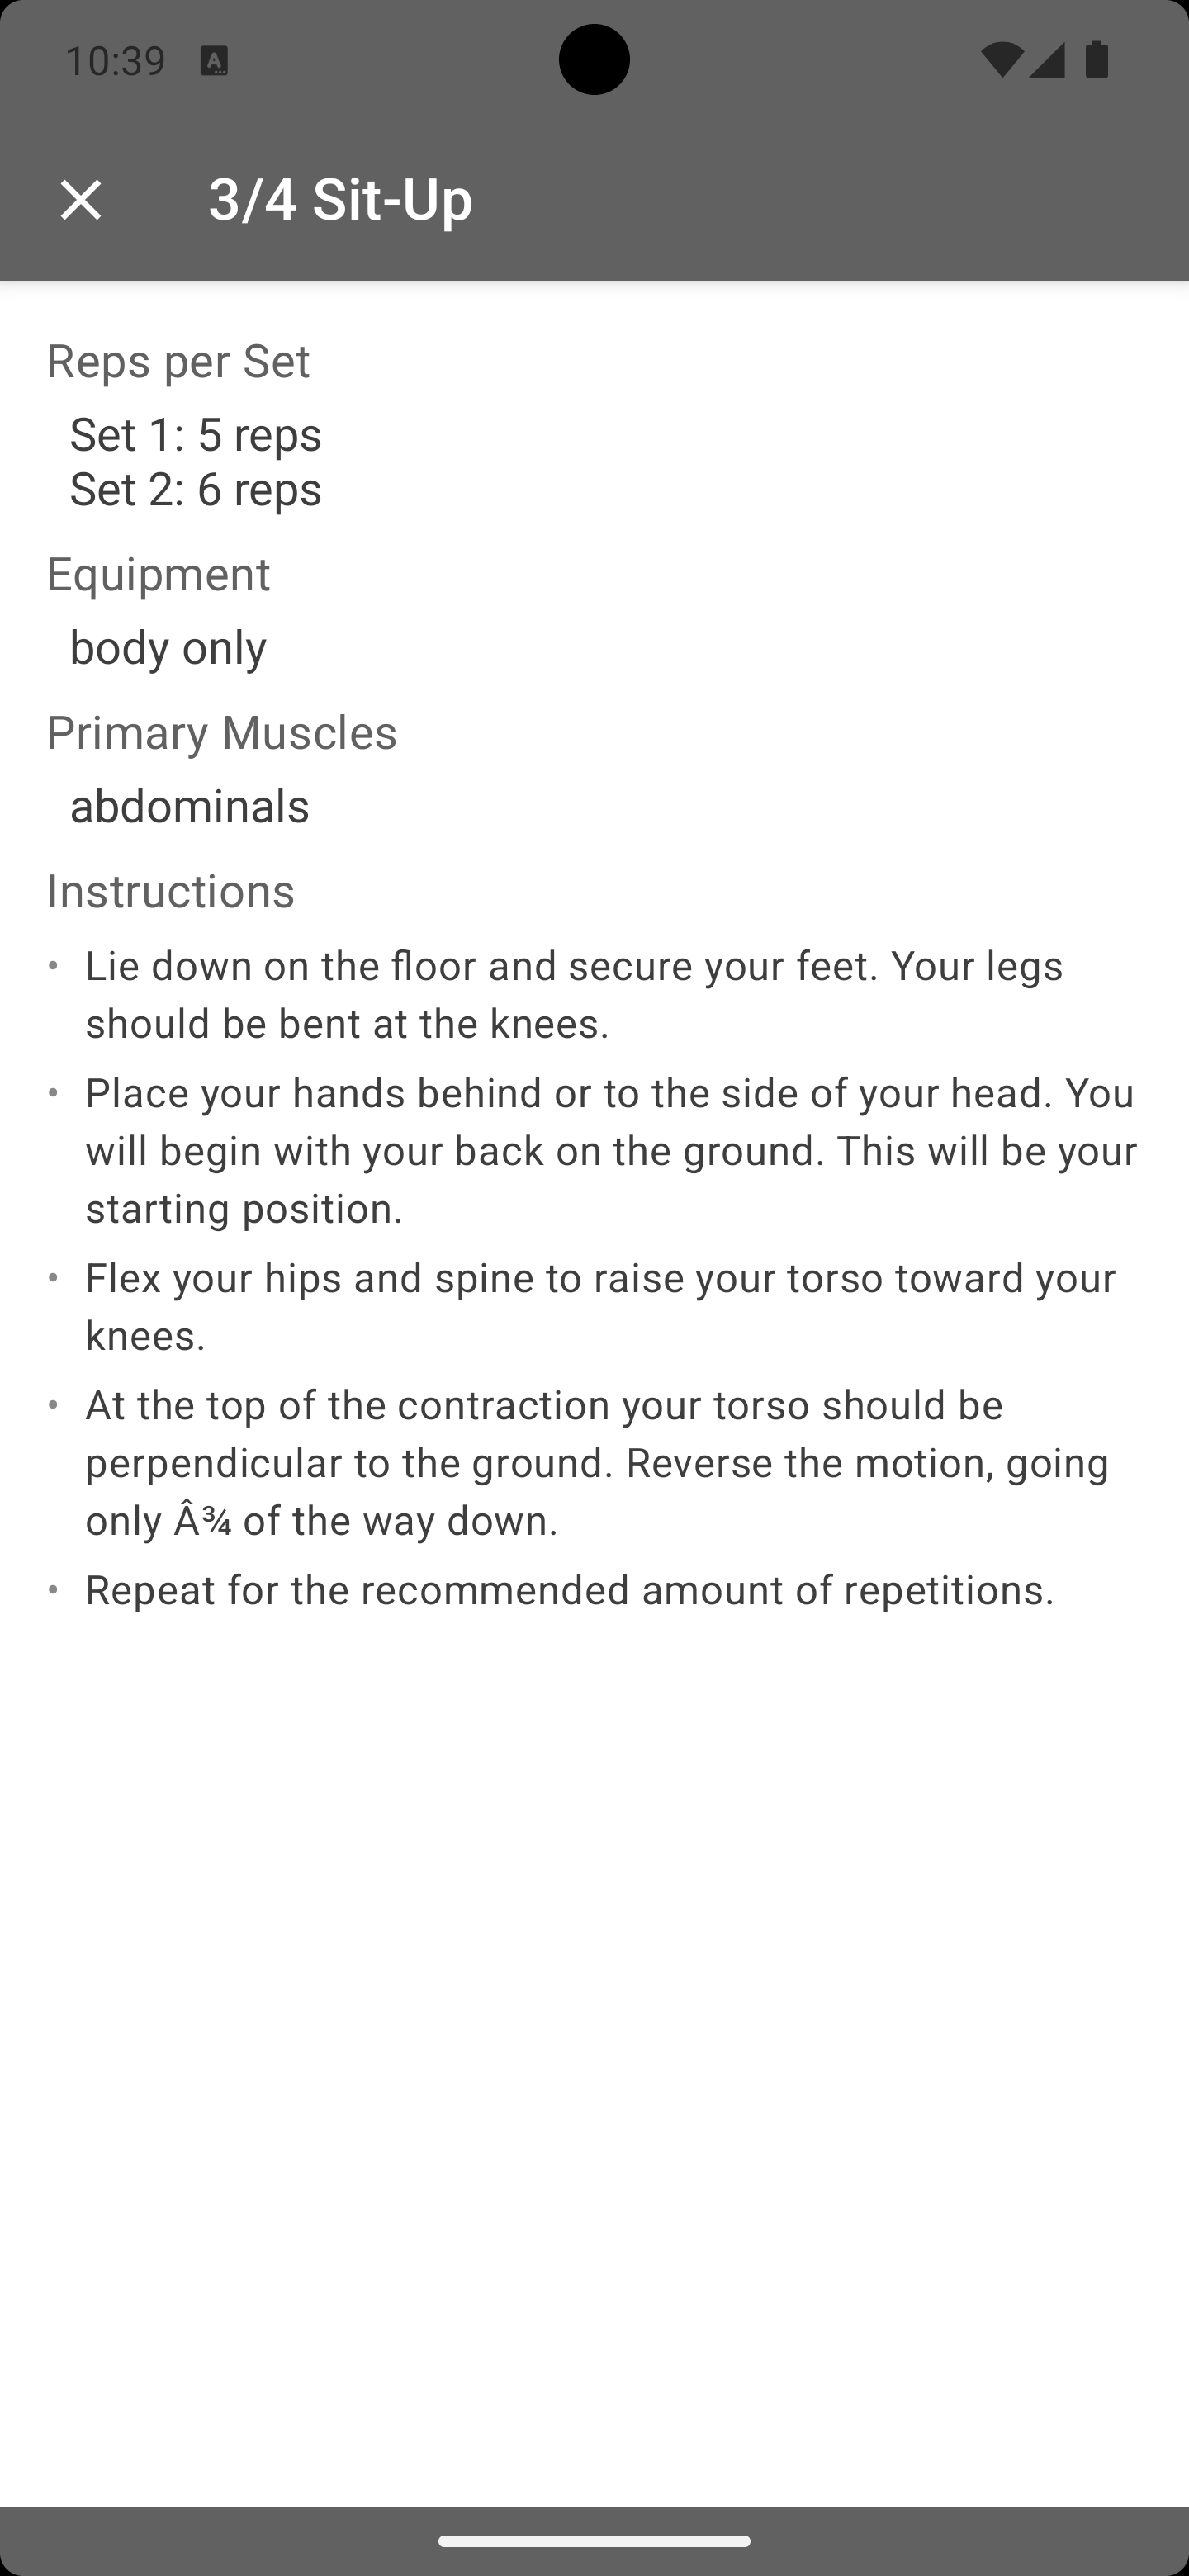 10:39
3/4 Sit-Up
Reps per Set
Set 1: 5 reps
Set 2: 6 reps
Equipment
body only
Primary Muscles
abdominals
Instructions
• Lie down on the floor and secure your feet. Your legs
should be bent at the knees.
• Place your hands behind or to the side of your head. You
will begin with your back on the ground. This will be your
starting position.
• Flex your hips and spine to raise your torso toward your
knees.
• At the top of the contraction your torso should be
perpendicular to the ground. Reverse the motion, going
only Â¾ of the way down.
• Repeat for the recommended amount of repetitions.